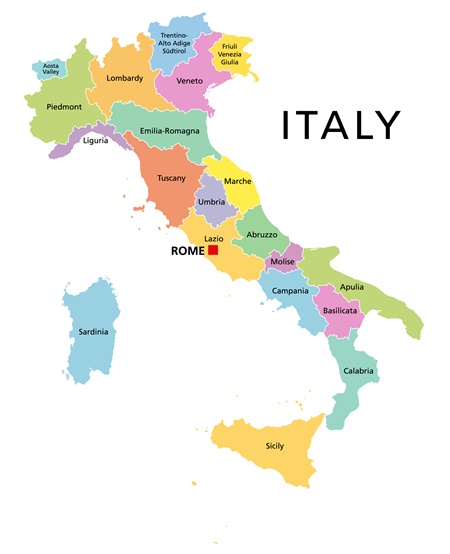 Trentino-
Alto Adige
Südtirol
Friuli
Venezia
Giulia
Aosta
Valley
Lombardy
Veneto
Piedmont
Emilia-Romagna
Liguria
ITALY
Tuscany
Marche
Umbria
Lazio
Abruzzo
ROME
Molise
Campania
Apulia
Basilicata
Sardinia
Calabria
Sicily